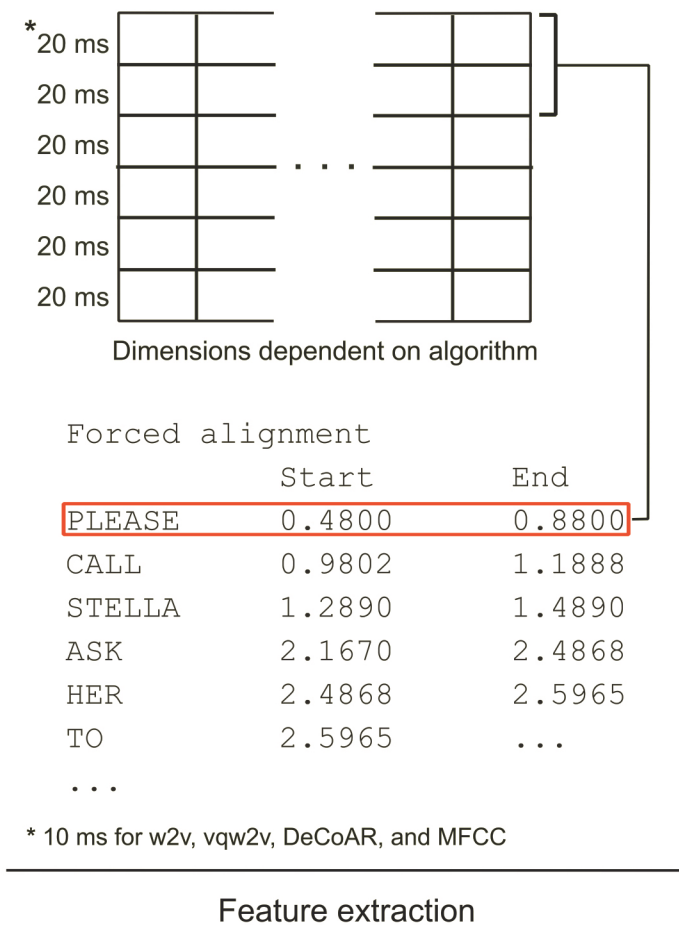 *20 ms
20 ms
20 ms
. . .
20 ms
20 ms
20 ms
Dimensions dependent on algorithm
Forced alignment
Start End
PLEASE 0.4800 0.8800
CALL 0.9802 1.1888
STELLA 1.2890 1.4890
ASK 2.1670 2.4868
HER 2.4868 2.5965
TO 2.5965 ...
...
* 10 ms for w2v, vqw2v, DeCoAR, and MFCC
Feature extraction